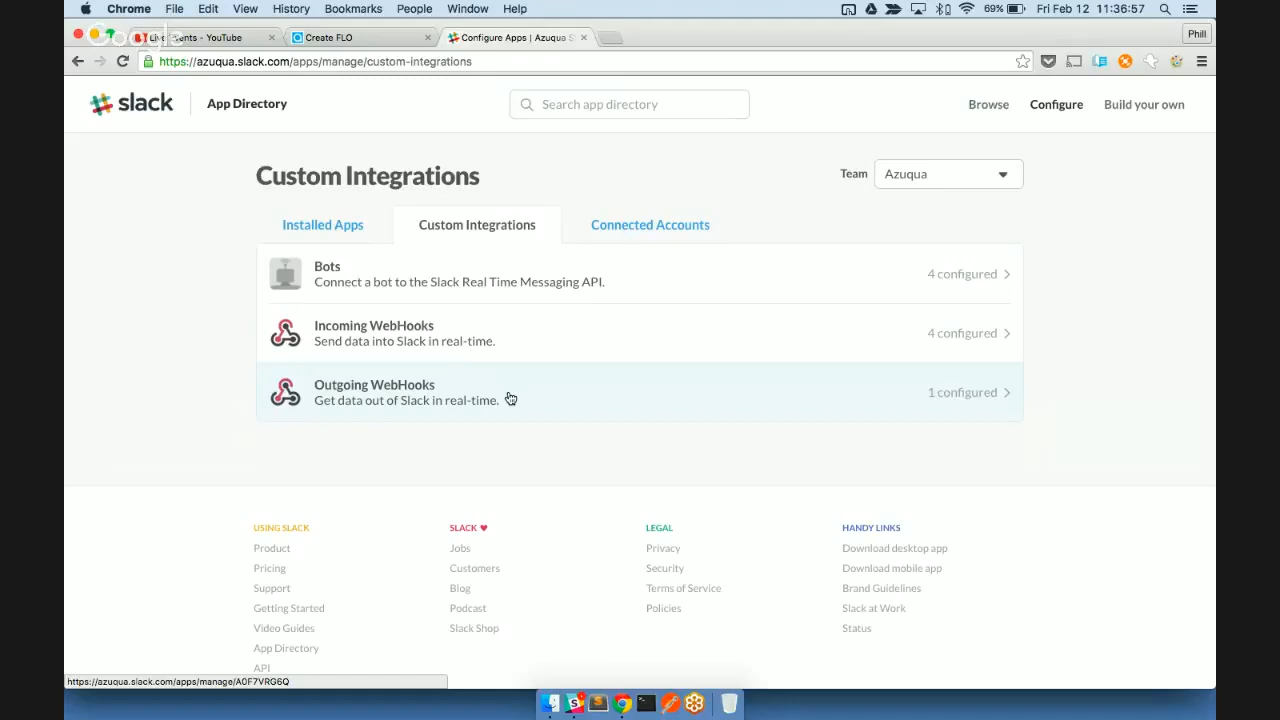 Chrome File Edit View History Bookmarks People Window Help 69% Fri Feb 12 11:36:57
Google
Live Events - YouTube Create FLO Configure Apps | Azuqua S Phill
https://azuqua.slack.com/apps/manage/custom-integrations
slack App Directory Search app directory Browse Configure Build your own
Custom Integrations Team Azuqua
Installed Apps Custom Integrations Connected Accounts
Bots
Connect a bot to the Slack Real Time Messaging API. 4 configured
Incoming WebHooks
Send data into Slack in real-time. 4 configured
Outgoing WebHooks
Get data out of Slack in real-time. 1 configured
USING SLACK SLACK LEGAL HANDY LINKS
Product Jobs Privacy Download desktop app
Pricing Customers Security Download mobile app
Support Blog Terms of Service Brand Guidelines
Getting Started Podcast Policies Slack at Work
Video Guides Slack Shop Status
App Directory
API
https://azuqua.slack.com/apps/manage/A0F7VRG6Q